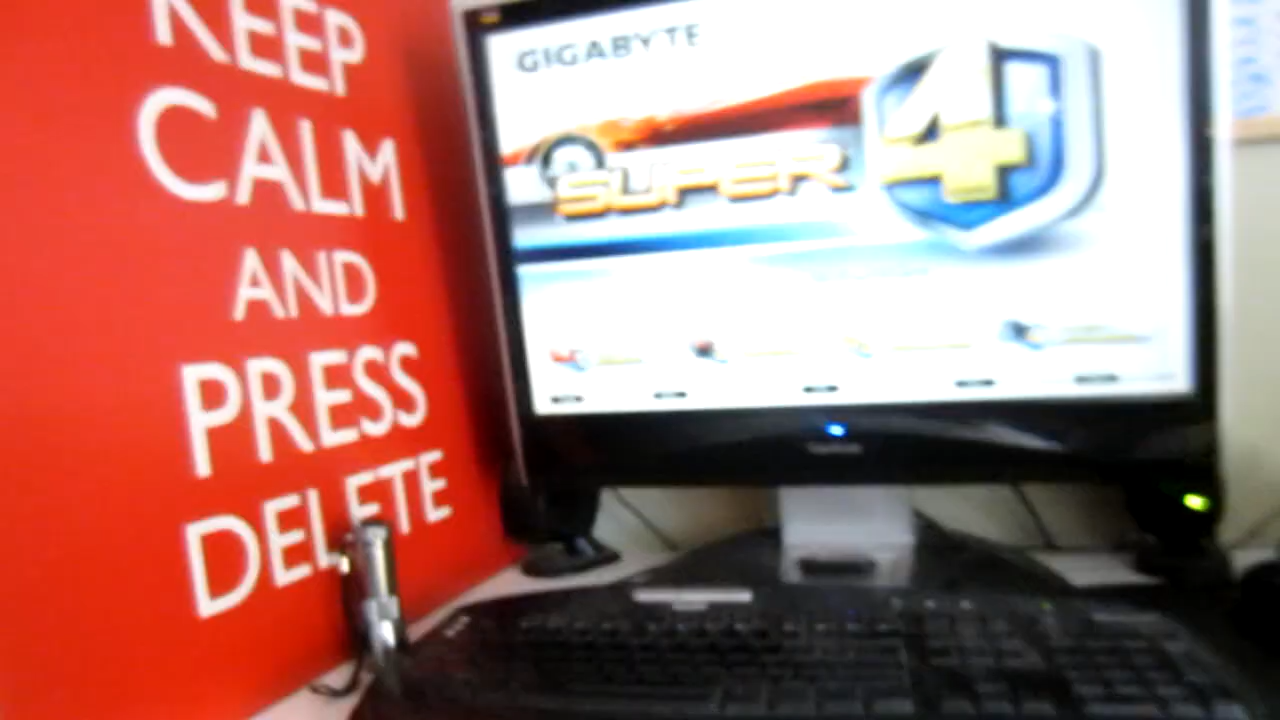 KEEP
CALM
AND
PRESS
DELETE
GIGABYTE
SUPER
4